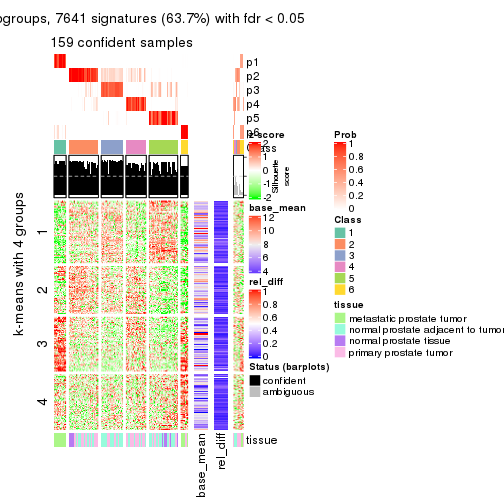 ogroups, 7641 signatures (63.7%) with fdr < 0.05
159 confident samples
p1
p2
p3
p4
p5
p6
Class
Silhouette
score
1
2
3
4
k-means with 4 groups
tissue
base_mean
rel_diff
z-score
2
1
0
-1
-2
base_mean
12
10
8
6
4
rel_diff
1
0.8
0.6
0.4
0.2
0
Status (barplots)
confident
ambiguous
Prob
1
0.8
0.6
0.4
0.2
0
Class
1
2
3
4
5
6
tissue
metastatic prostate tumor
normal prostate adjacent to tumor
normal prostate tissue
primary prostate tumor